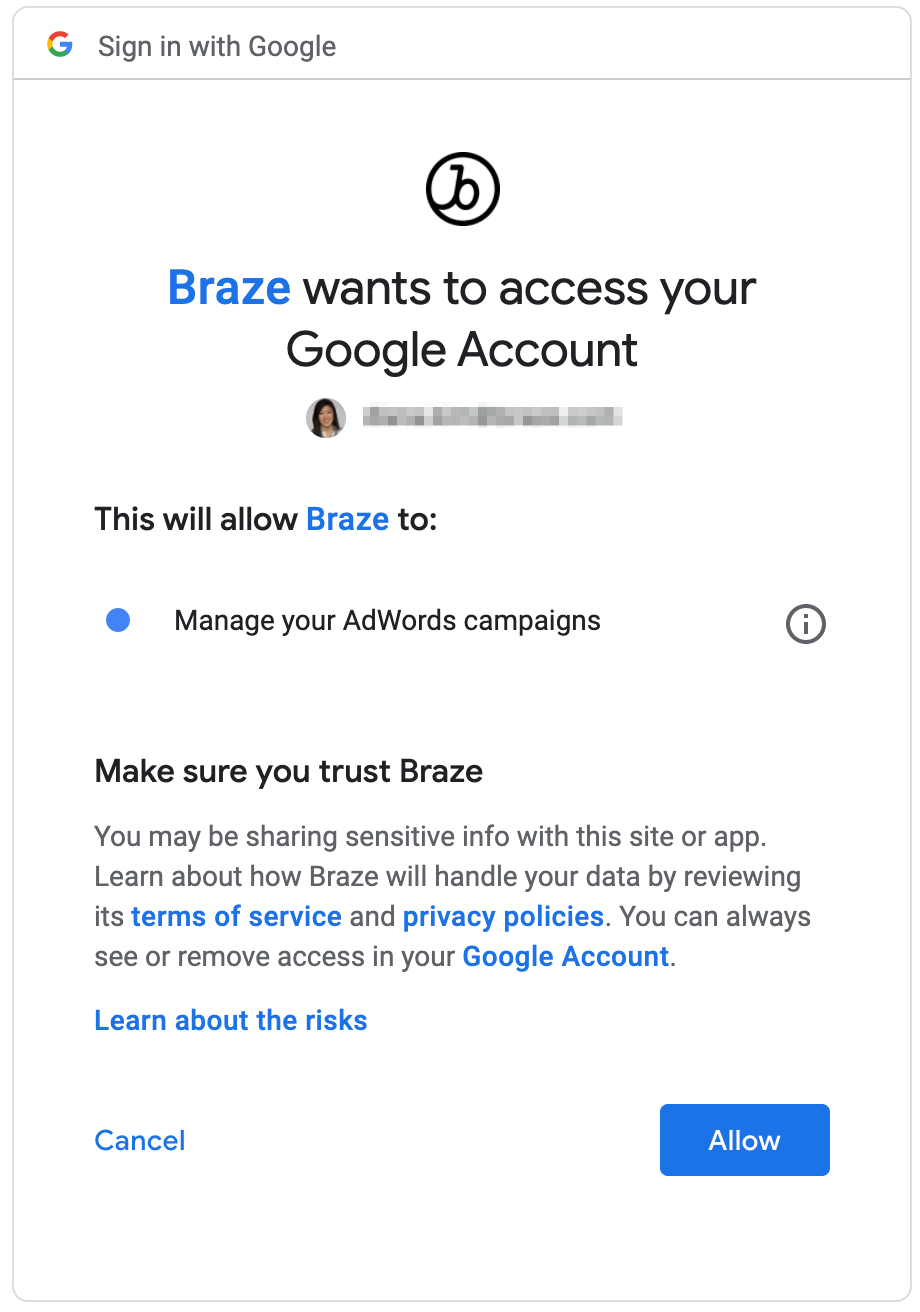 Sign in with Google
Braze wants to access your
Google Account
This will allow Braze to:
Manage your AdWords campaigns
Make sure you trust Braze
You may be sharing sensitive info with this site or app.
Learn about how Braze will handle your data by reviewing
its terms of service and privacy policies. You can always
see or remove access in your Google Account.
Learn about the risks
Cancel
Allow